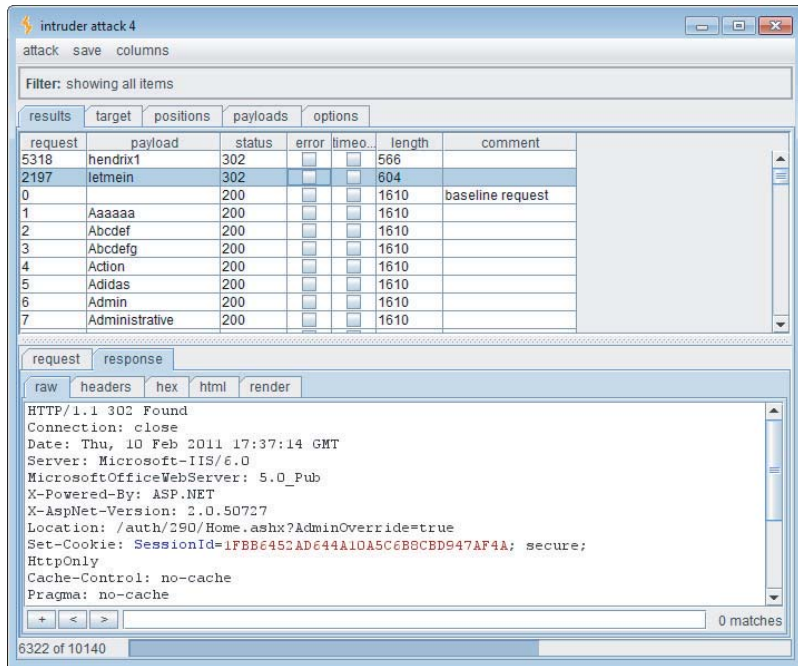 intruder attack 4
attack save columns
Filter: showing all items
results target positions payloads options
request payload status error timeo... length comment
5318 hendrix1 302 566
2197 letmein 302 604
0 200 1610 baseline request
1 Aaaaaa 200 1610
2 Abcdef 200 1610
3 Abcdefg 200 1610
4 Action 200 1610
5 Adidas 200 1610
6 Admin 200 1610
7 Administrative 200 1610
request response
raw headers hex html render
HTTP/1.1 302 Found
Connection: close
Date: Thu, 10 Feb 2011 17:37:14 GMT
Server: Microsoft-IIS/6.0
MicrosoftOfficeWebServer: 5.0_Pub
X-Powered-By: ASP.NET
X-AspNet-Version: 2.0.50727
Location: /auth/290/Home.ashx?AdminOverride=true
Set-Cookie: SessionId=1FBB6452AD644A10A5C6B8CBD947AF4A; secure;
HttpOnly
Cache-Control: no-cache
Pragma: no-cache
+ < > 0 matches
6322 of 10140